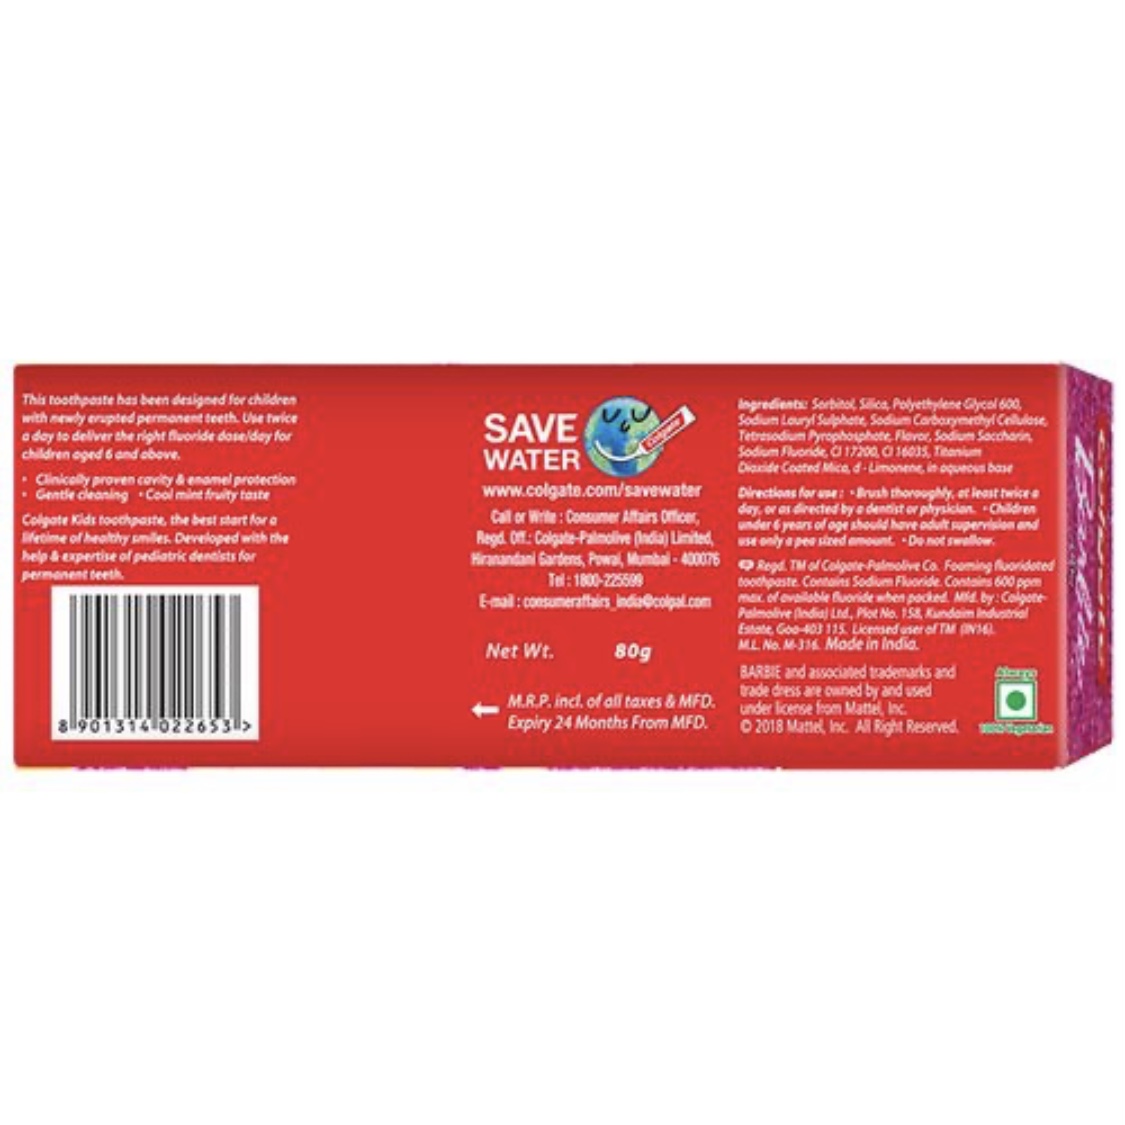 This toothpaste has been designed for children
with newly erupted permanent teeth. Use twice
a day to deliver the right fluoride dose/day for
children aged 6 and above.
• Clinically proven cavity & enamel protection
• Gentle cleaning • Cool mint fruity taste
Colgate Kids toothpaste, the best start for a
lifetime of healthy smiles. Developed with the
help & expertise of pediatric dentists for
permanent teeth.
8 901314 022653 >
SAVE
WATER
Colgate
www.colgate.com/savewater
Call or Write : Consumer Affairs Officer,
Regd. Off.: Colgate-Palmolive (India) Limited,
Hiranandani Gardens, Powai, Mumbai - 400076
Tel : 1800-225599
E-mail : consumeraffairs_india@colpal.com
Net Wt. 80g
M.R.P. incl. of all taxes & MFD.
Expiry 24 Months From MFD.
Ingredients: Sorbitol, Silica, Polyethylene Glycol 600,
Sodium Lauryl Sulphate, Sodium Carboxymethyl Cellulose,
Tetrasodium Pyrophosphate, Flavor, Sodium Saccharin,
Sodium Fluoride, CI 17200, CI 16035, Titanium
Dioxide Coated Mica, d - Limonene, in aqueous base
Directions for use : • Brush thoroughly, at least twice a
day, or as directed by a dentist or physician. • Children
under 6 years of age should have adult supervision and
use only a pea sized amount. • Do not swallow.
Regd. TM of Colgate-Palmolive Co. Foaming fluoridated
toothpaste. Contains Sodium Fluoride. Contains 600 ppm
max. of available fluoride when packed. Mfd. by : Colgate-
Palmolive (India) Ltd., Plot No. 158, Kundaim Industrial
Estate, Goa-403 115. Licensed user of TM (IN16).
M.L. No. M-316. Made in India.
BARBIE and associated trademarks and
trade dress are owned by and used
under license from Mattel, Inc.
© 2018 Mattel, Inc. All Right Reserved.
Always
100% Vegetarian
Barbie